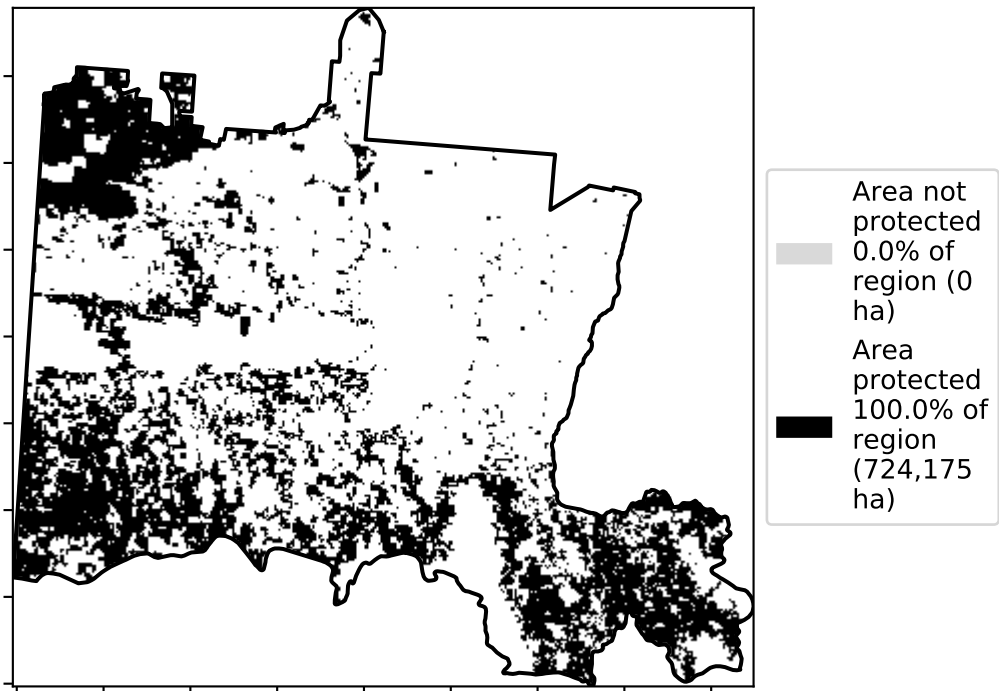 Area not
protected
0.0% of
region (0
ha)
Area
protected
100.0% of
region
(724,175
ha)